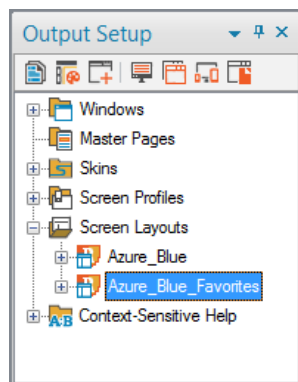 Output Setup
Windows
Master Pages
Skins
Screen Profiles
Screen Layouts
Azure_Blue
Azure_Blue_Favorites
A:B Context-Sensitive Help